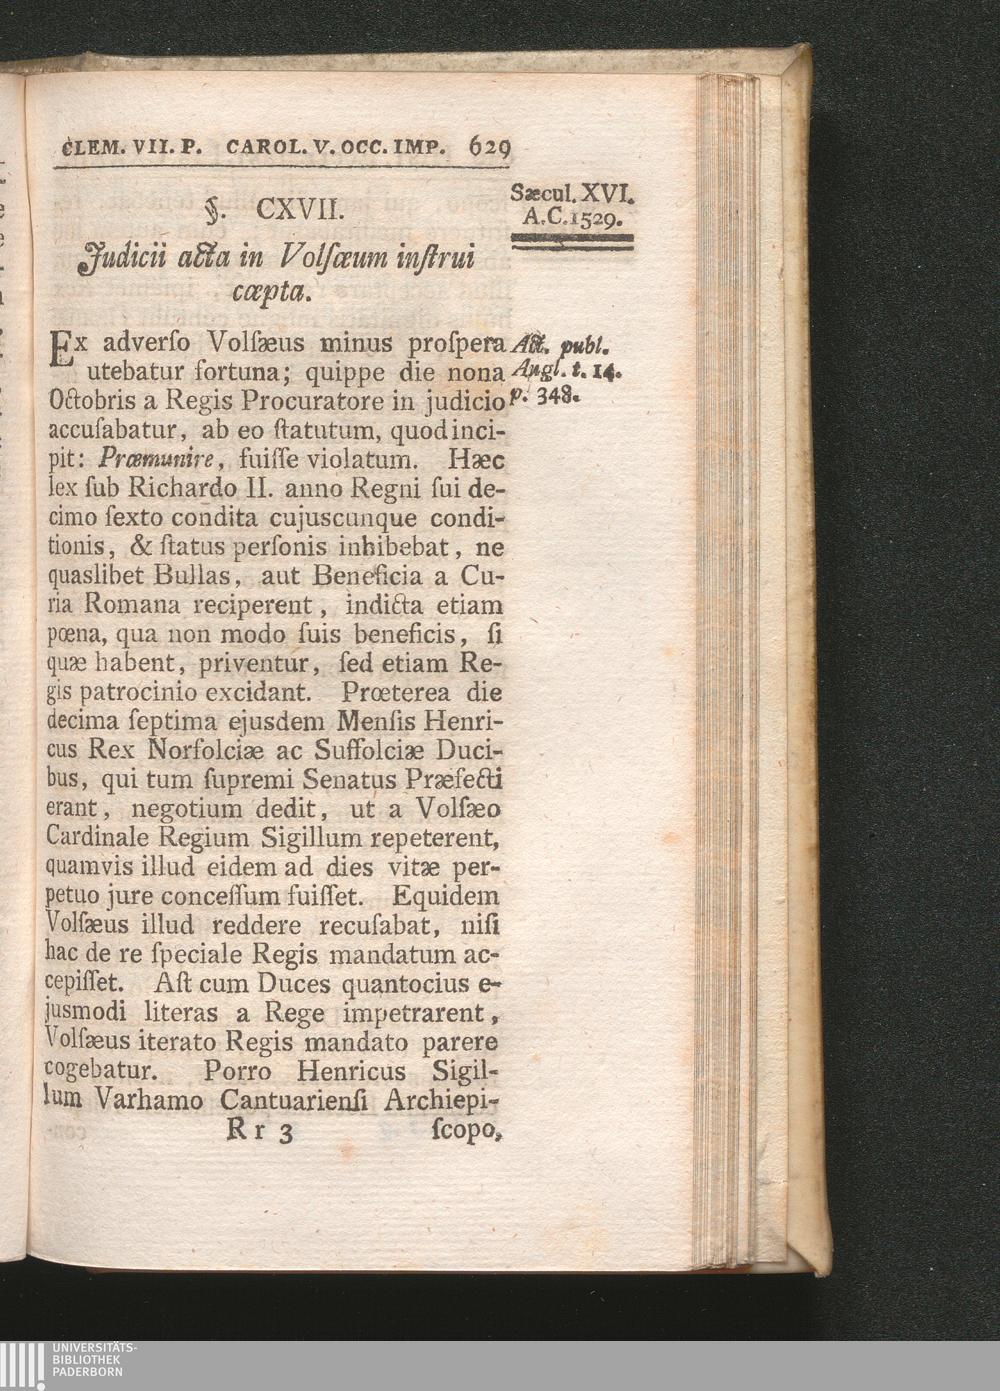 CLEM. VII. P. CAROL. V. OCC. IMP. 629
Sæcul. XVI.
A.C.1529.
§. CXVII.
Judicii acta in Volſæum inſtrui
cœpta.
Ex adverſo Volſæus minus proſpera
utebatur fortuna; quippe die nona
Octobris a Regis Procuratore in judicio
accuſabatur, ab eo ſtatutum, quod inci-
pit: Præmunire, fuiſſe violatum. Hæc
lex ſub Richardo II. anno Regni ſui de-
cimo ſexto condita cujuscunque condi-
tionis, & ſtatus perſonis inhibebat, ne
quaslibet Bullas, aut Beneficia a Cu-
ria Romana reciperent, indicta etiam
pœna, qua non modo ſuis beneficis, ſi
quæ habent, priventur, ſed etiam Re-
gis patrocinio excidant. Prœterea die
decima ſeptima ejusdem Menſis Henri-
cus Rex Norfolciæ ac Suffolciæ Duci-
bus, qui tum ſupremi Senatus Præfecti
erant, negotium dedit, ut a Volſæo
Cardinale Regium Sigillum repeterent,
quamvis illud eidem ad dies vitæ per-
petuo jure conceſſum fuiſſet. Equidem
Volſæus illud reddere recuſabat, niſi
hac de re ſpeciale Regis mandatum ac-
cepiſſet. Aſt cum Duces quantocius e-
jusmodi literas a Rege impetrarent,
Volſæus iterato Regis mandato parere
cogebatur. Porro Henricus Sigil-
lum Varhamo Cantuarienſi Archiepi-
Rr 3 ſcopo,
Act. publ.
Angl. t. 14.
p. 348.
UNIVERSITÄTS-
BIBLIOTHEK
PADERBORN